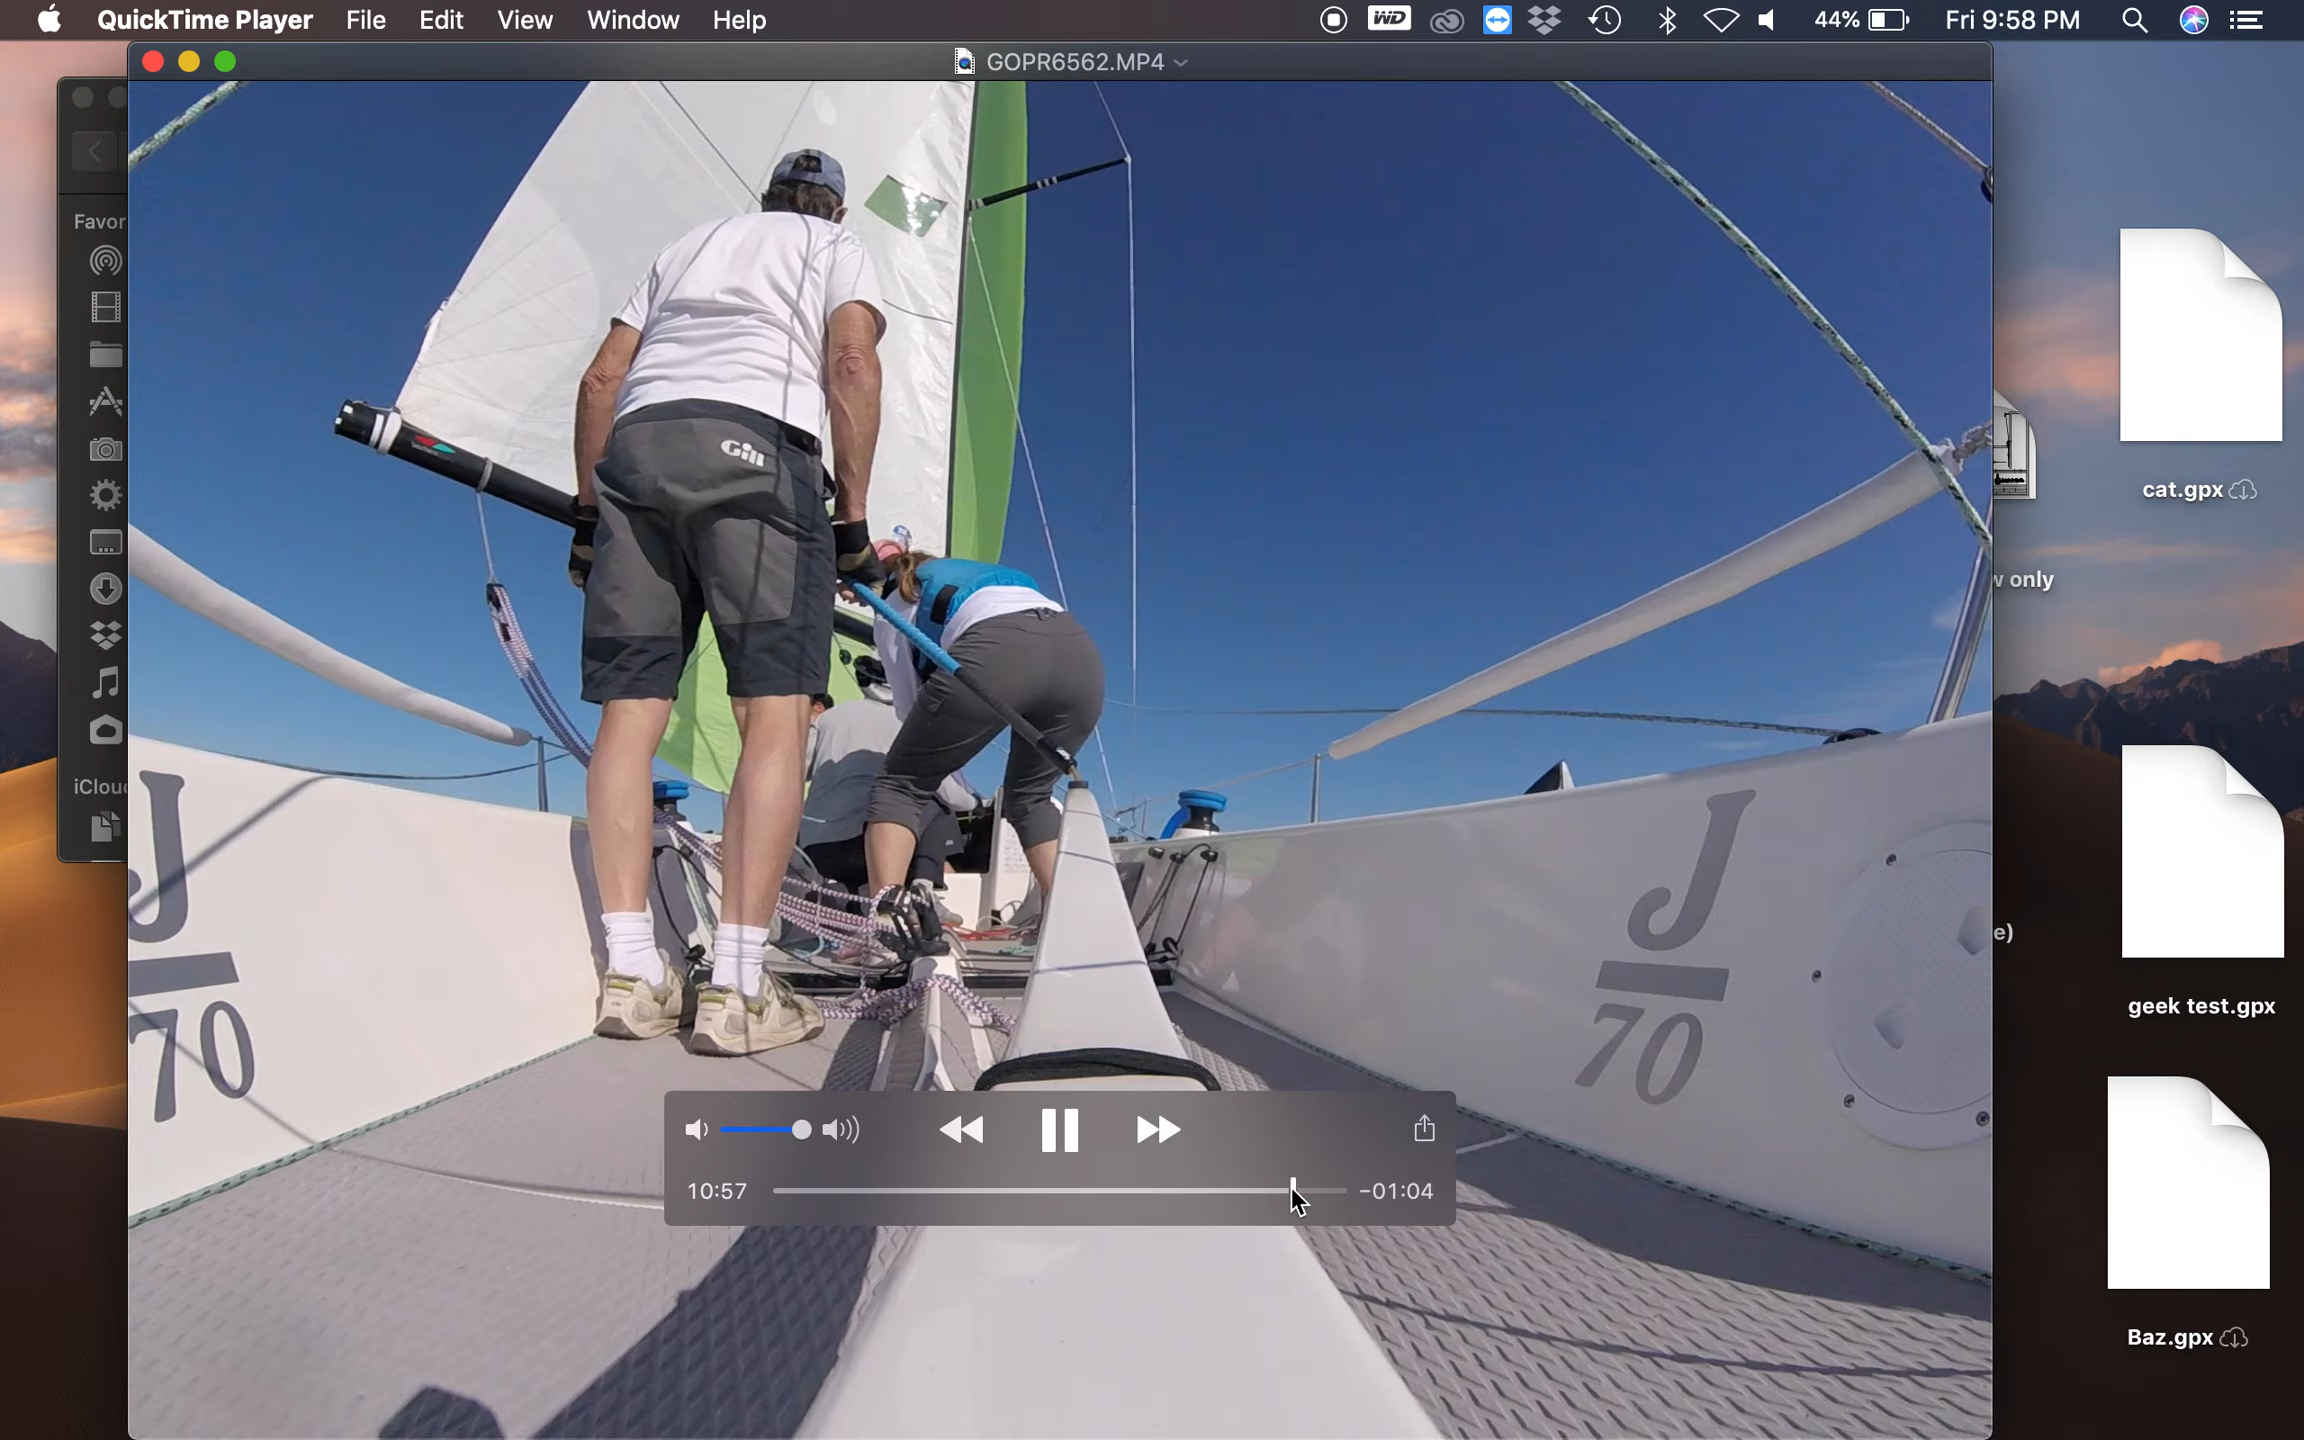 QuickTime Player File Edit View Window Help
WD
44%
Fri 9:58 PM
GOPR6562.MP4
Favor
iClou
Gill
J
70
J
70
10:57
-01:04
cat.gpx
w only
e)
geek test.gpx
Baz.gpx